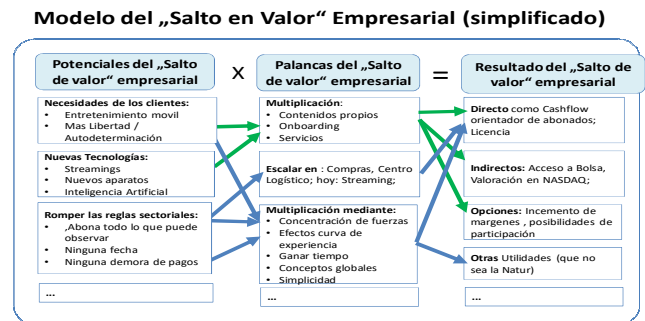 Modelo del „Salto en Valor“ Empresarial (simplificado)
Potenciales del „Salto
de valor“ empresarial
x
Palancas del „Salto
de valor“ empresarial
=
Resultado del „Salto de
valor“ empresarial
Necesidades de los clientes:
• Entretenimiento movil
• Mas Libertad /
Autodeterminación
Nuevas Tecnologías:
• Streamings
• Nuevos aparatos
• Inteligencia Artificial
Romper las reglas sectoriales:
• ‚Abona todo lo que puede
observar
• Ninguna fecha
• Ninguna demora de pagos
...
Multiplicación:
• Contenidos propios
• Onboarding
• Servicios
Escalar en : Compras, Centro
Logístico; hoy: Streaming;
Multiplicación mediante:
• Concentración de fuerzas
• Efectos curva de
experiencia
• Ganar tiempo
• Conceptos globales
• Simplicidad
...
Directo como Cashflow
orientador de abonados;
Licencia
Indirectos: Acceso a Bolsa,
Valoración en NASDAQ;
Opciones: Incremento de
margenes , posibilidades de
participación
Otras Utilidades (que no
sea la Natur)
...